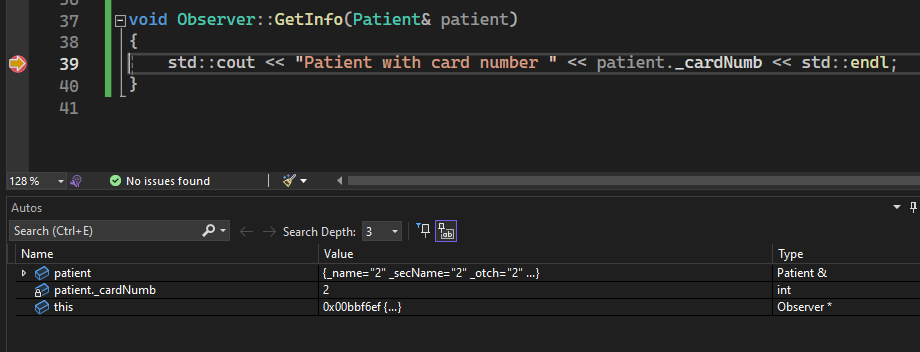 37 void Observer::GetInfo(Patient& patient)
38 {
39 std::cout << "Patient with card number " << patient._cardNumb << std::endl;
40 }
41
128 % No issues found
Autos
Search (Ctrl+E) Search Depth: 3
Name Value Type
patient {_name="2" _secName="2" _otch="2" ...} Patient &
patient._cardNumb 2 int
this 0x00bbf6ef {...} Observer *